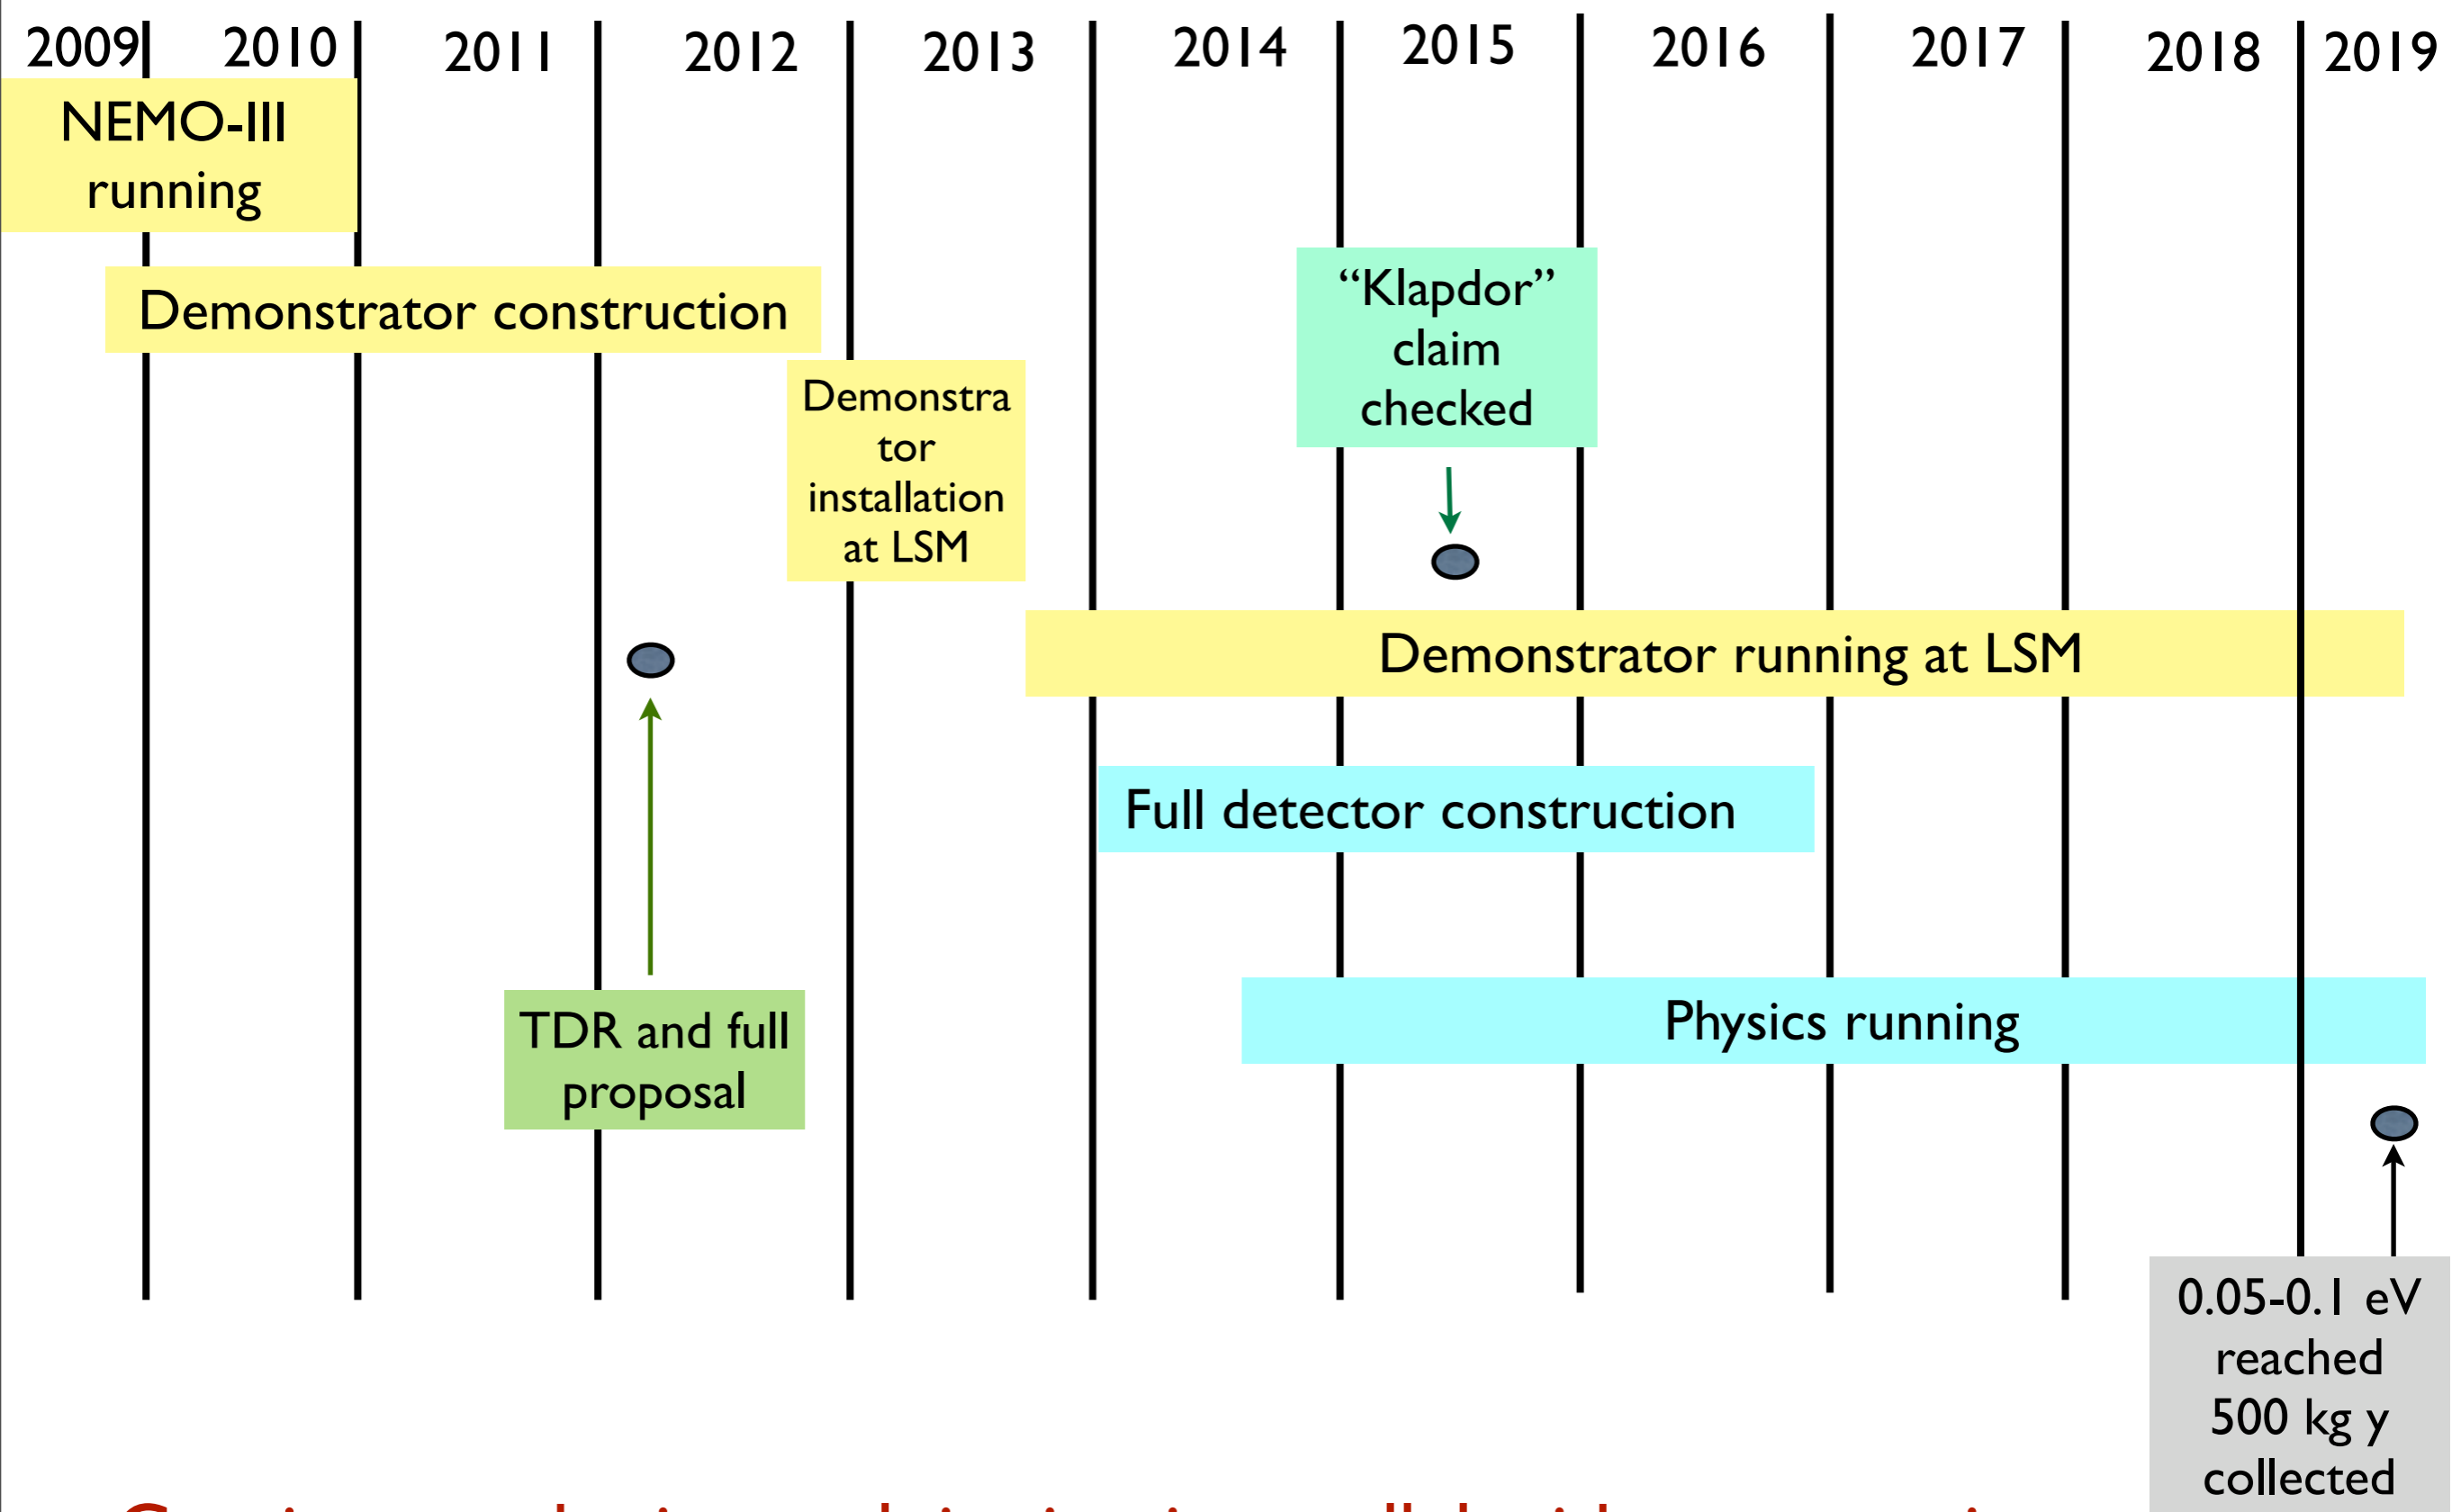 2009 2010 2011 2012 2013 2014 2015 2016 2017 2018 2019
NEMO-III
running
Demonstrator construction
“Klapdor”
claim
checked
Demonstra
tor
installation
at LSM
Demonstrator running at LSM
Full detector construction
TDR and full
proposal
Physics running
0.05-0.1 eV
reached
500 kg y
collected